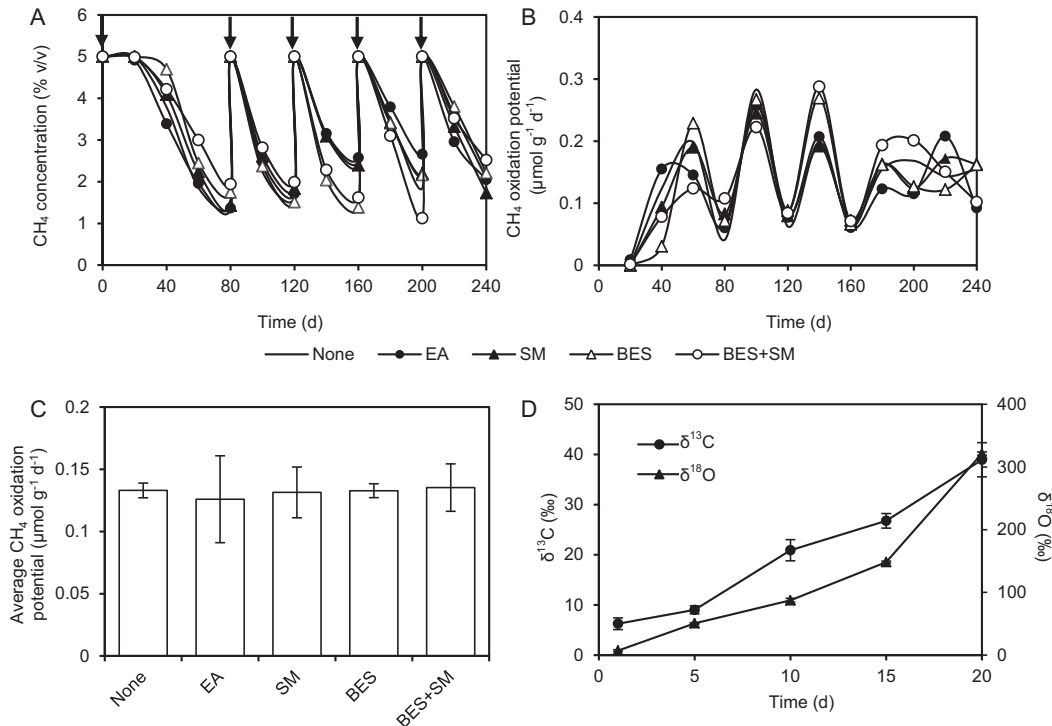 A
CH₄ concentration (% v/v)
6
5
4
3
2
1
0
0 40 80 120 160 200 240
Time (d)
B
CH₄ oxidation potential
(µmol g⁻¹ d⁻¹)
0.4
0.3
0.2
0.1
0
0 40 80 120 160 200 240
Time (d)
None EA SM BES BES+SM
C
Average CH₄ oxidation
potential (µmol g⁻¹ d⁻¹)
0.2
0.15
0.1
0.05
0
None EA SM BES BES+SM
D
δ¹³C (‰)
50
40
30
20
10
0
δ¹³C
δ¹⁸O
400
300
200
100
0
δ¹⁸O (‰)
0 5 10 15 20
Time (d)